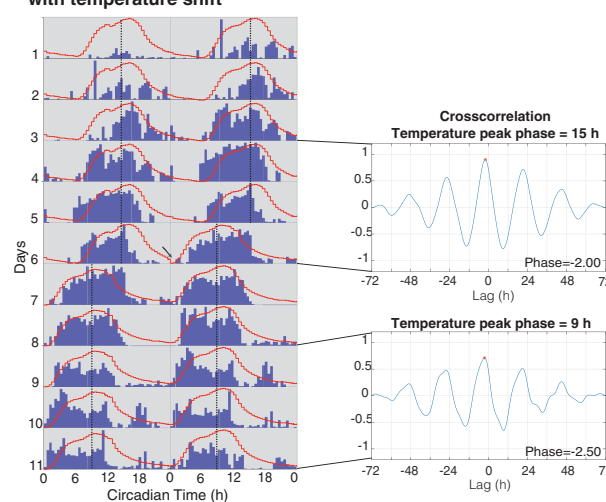 with temperature shift
Days
1
2
3
4
5
6
7
8
9
10
11
0 6 12 18 0 6 12 18 0
Circadian Time (h)
Crosscorrelation
Temperature peak phase = 15 h
1
0.5
0
-0.5
-1
Phase=-2.00
-72 -48 -24 0 24 48 72
Lag (h)
Temperature peak phase = 9 h
1
0.5
0
-0.5
-1
Phase=-2.50
-72 -48 -24 0 24 48 72
Lag (h)